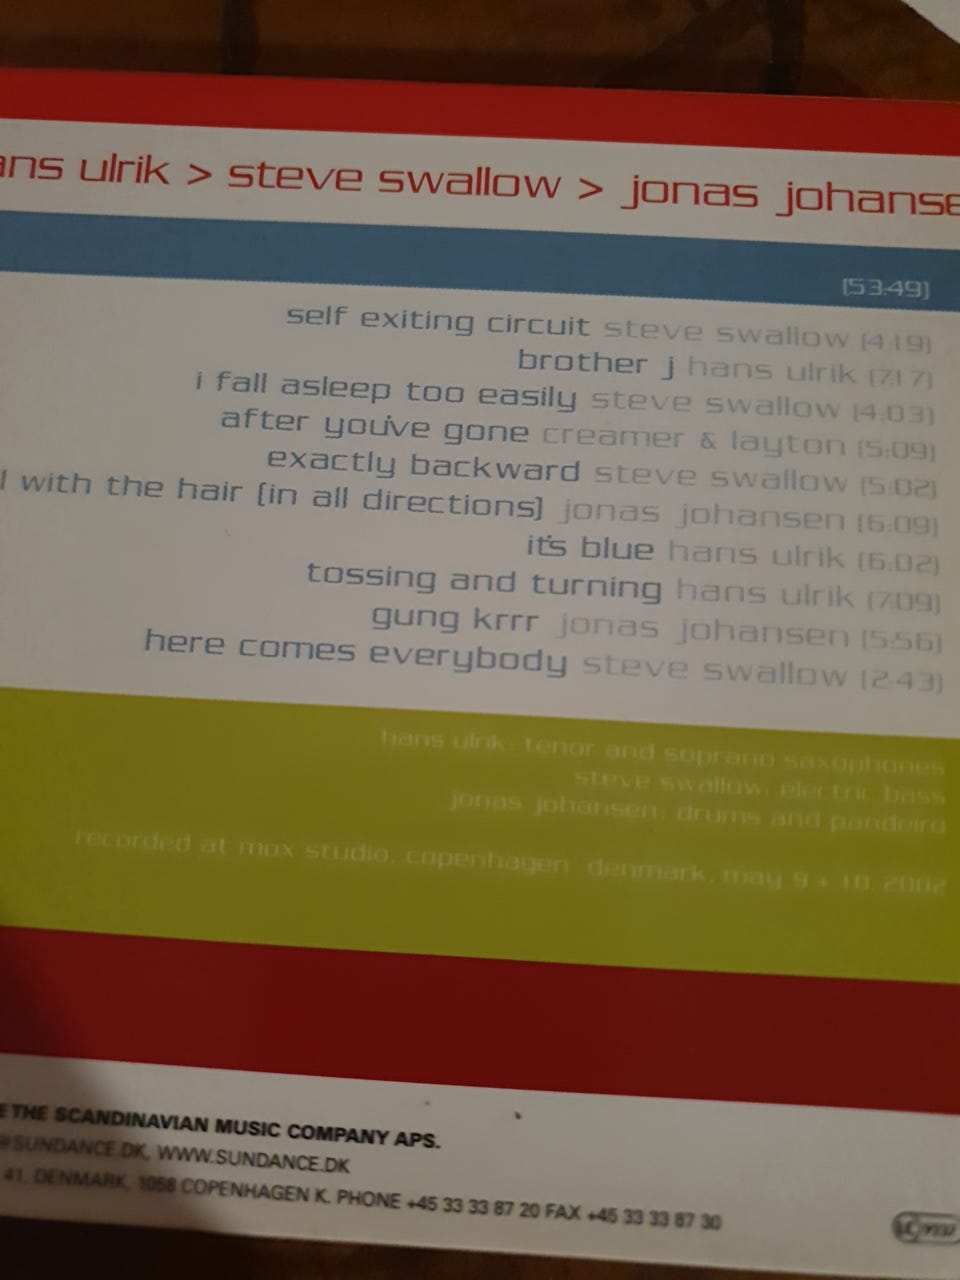 ans ulrik > steve swallow > jonas johanse
(53:49)
self exiting circuit steve swallow (4:19)
brother j hans ulrik (7:17)
i fall asleep too easily steve swallow (4:03)
after you've gone creamer & layton (5:09)
exactly backward steve swallow (5:02)
l with the hair (in all directions) jonas johansen (6:09)
it's blue hans ulrik (6:02)
tossing and turning hans ulrik (7:09)
gung krrr jonas johansen (5:56)
here comes everybody steve swallow (2:43)
hans ulrik: tenor and soprano saxophones
steve swallow: electric bass
jonas johansen: drums and pandeiro
recorded at mox studio, copenhagen denmark, may 9 + 10, 2002
E THE SCANDINAVIAN MUSIC COMPANY APS.
@SUNDANCE.DK, WWW.SUNDANCE.DK
41, DENMARK, 1058 COPENHAGEN K. PHONE +45 33 33 87 20 FAX +45 33 33 87 30